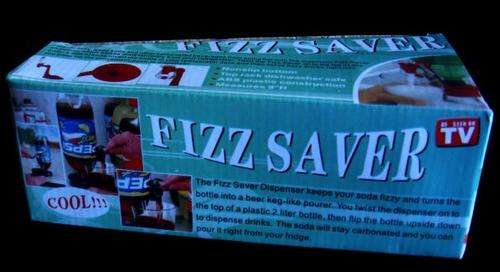 FIZZ SAVER
Nonslip bottom
Top rack dishwasher safe
ABS plastic construction
Measures 9"H
AS SEEN ON
TV
FIZZ SAVER
PEPS
COOL!!!
The Fizz Saver Dispenser keeps your soda fizzy and turns the
bottle into a beer keg-like pourer. You twist the dispenser on to
the top of a plastic 2 liter bottle, then flip the bottle upside down
to dispense drinks. The soda will stay carbonated and you can
pour it right from your fridge.